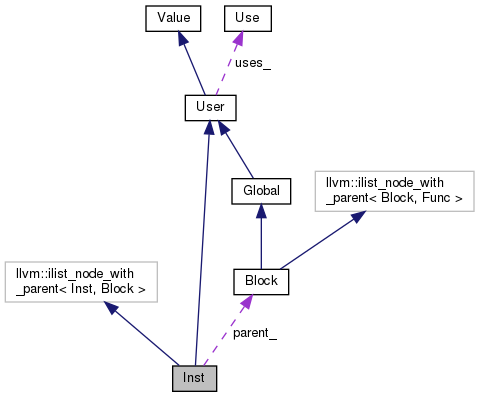 Value
Use
uses_
User
Global
llvm::ilist_node_with
_parent< Block, Func >
llvm::ilist_node_with
_parent< Inst, Block >
Block
parent_
Inst